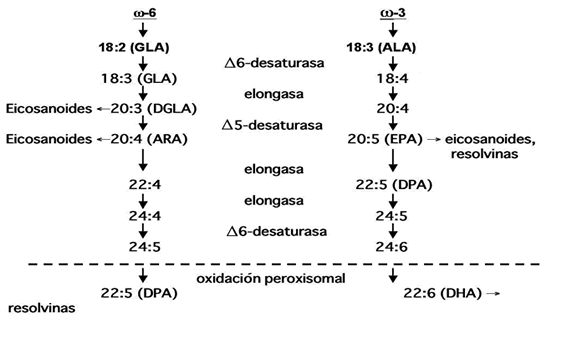 ω-6 ω-3
18:2 (GLA) 18:3 (ALA)
Δ6-desaturasa
18:3 (GLA) 18:4
elongasa
Eicosanoides ←20:3 (DGLA) 20:4
Δ5-desaturasa
Eicosanoides ←20:4 (ARA) 20:5 (EPA) → eicosanoides,
resolvinas
elongasa
22:4 22:5 (DPA)
elongasa
24:4 24:5
Δ6-desaturasa
24:5 24:6
oxidación peroxisomal
22:5 (DPA) 22:6 (DHA) →
resolvinas